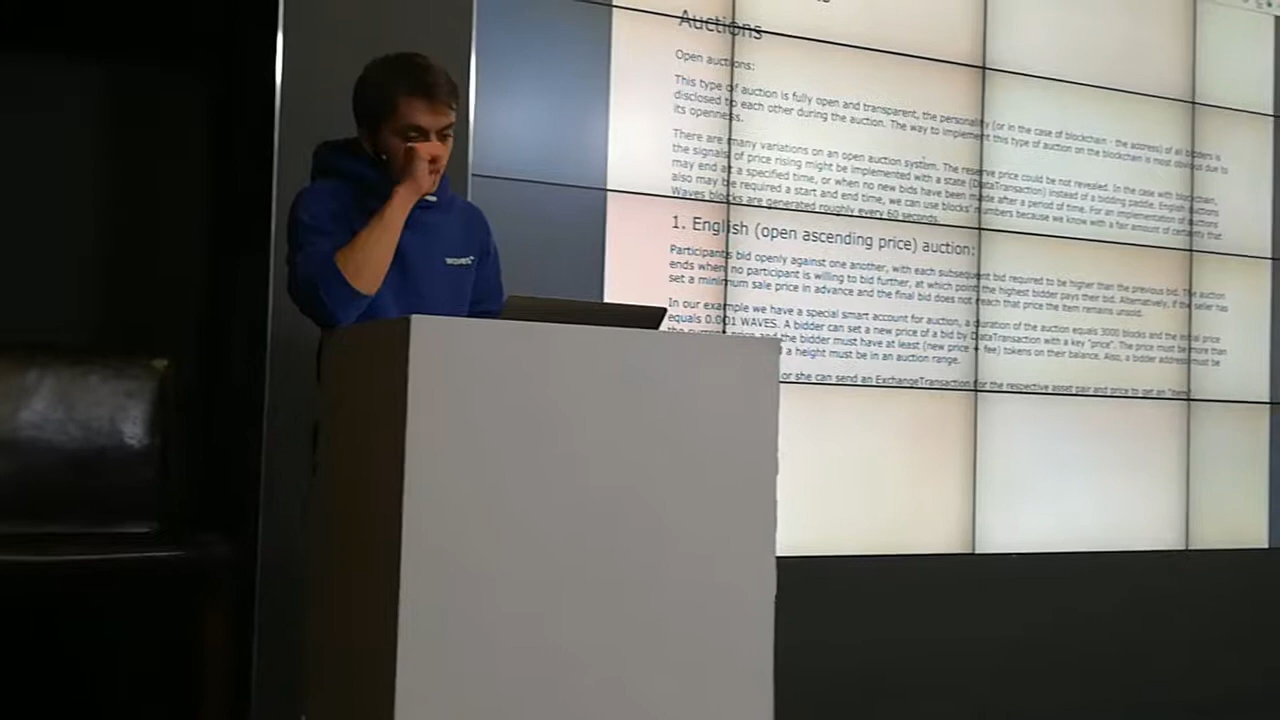 Auctions
Open auctions:
This type of auction is fully open and transparent, the personality (or in the case of blockchain - the address) of all bidders is
disclosed to each other during the auction. The way to implement this type of auction on the blockchain is most obvious due to
its openness.
There are many variations on an open auction system. The reserve price could be not revealed. In the case with blockchain,
the signals of price rising might be implemented with a state (DataTransaction) instead of a bidding paddle. English auctions
may end at a specified time, or when no new bids have been made after a period of time. For an implementation of auctions
also may be required a start and end time, we can use blocks' numbers because we know with a fair amount of certainty that
Waves blocks are generated roughly every 60 seconds.
1. English (open ascending price) auction:
Participants bid openly against one another, with each subsequent bid required to be higher than the previous bid. The auction
ends when no participant is willing to bid further, at which point the highest bidder pays their bid. Alternatively, if the seller has
set a minimum sale price in advance and the final bid does not reach that price the item remains unsold.
In our example we have a special smart account for auction, a duration of the auction equals 3000 blocks and the initial price
equals 0.001 WAVES. A bidder can set a new price of a bid by DataTransaction with a key "price". The price must be more than
and the bidder must have at least (new price + fee) tokens on their balance. Also, a bidder address must be
a height must be in an auction range.
or she can send an ExchangeTransaction for the respective asset pair and price to get an "item"
waves